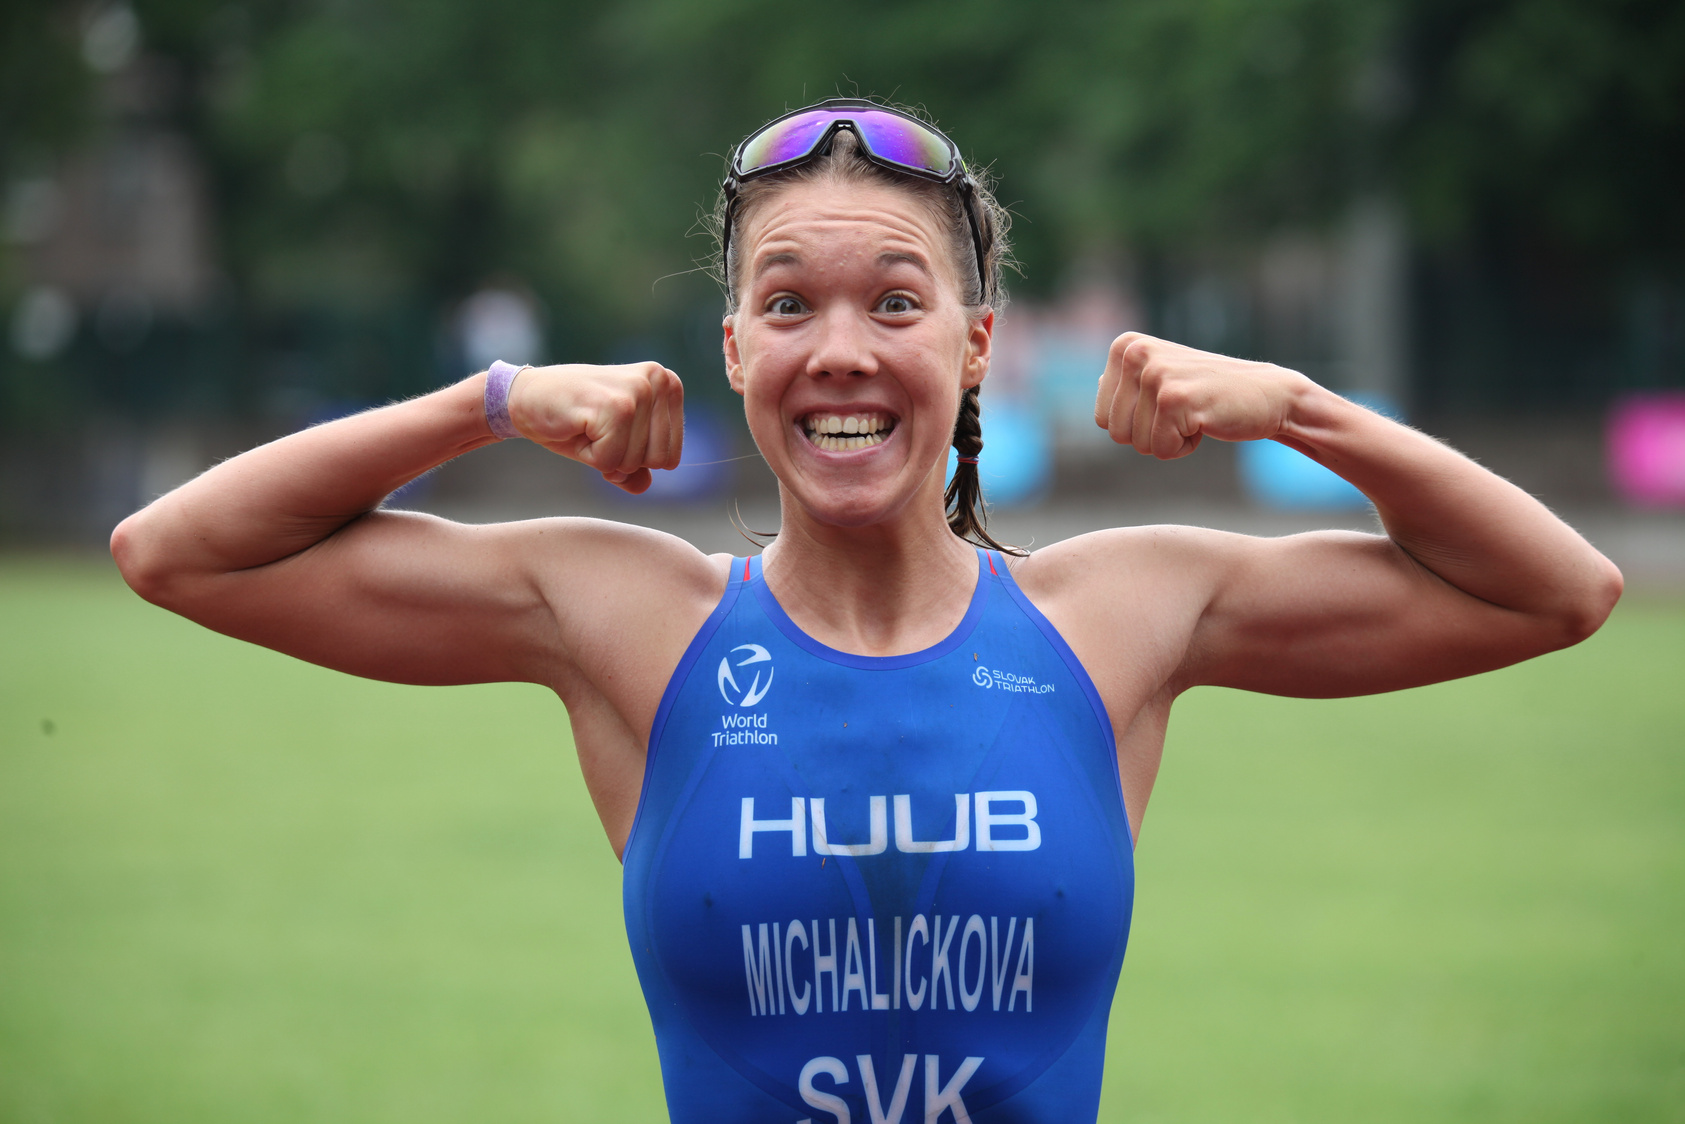 World
Triathlon
SLOVAK
TRIATHLON
HUUB
MICHALICKOVA
SVK